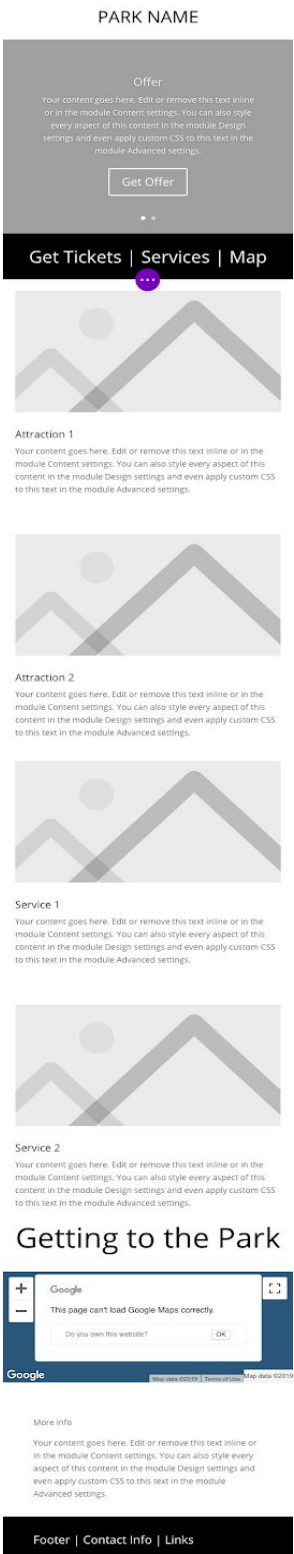 PARK NAME
Offer
Your content goes here. Edit or remove this text inline
or in the module Content settings. You can also style
every aspect of this content in the module Design
settings and even apply custom CSS to this text in the
module Advanced settings.
Get Offer
Get Tickets | Services | Map
Attraction 1
Your content goes here. Edit or remove this text inline or in the
module Content settings. You can also style every aspect of this
content in the module Design settings and even apply custom CSS
to this text in the module Advanced settings.
Attraction 2
Your content goes here. Edit or remove this text inline or in the
module Content settings. You can also style every aspect of this
content in the module Design settings and even apply custom CSS
to this text in the module Advanced settings.
Service 1
Your content goes here. Edit or remove this text inline or in the
module Content settings. You can also style every aspect of this
content in the module Design settings and even apply custom CSS
to this text in the module Advanced settings.
Service 2
Your content goes here. Edit or remove this text inline or in the
module Content settings. You can also style every aspect of this
content in the module Design settings and even apply custom CSS
to this text in the module Advanced settings.
Getting to the Park
Google
This page can't load Google Maps correctly.
Do you own this website? OK
Google Map data ©2019 Terms of Use Map data ©2019
More info
Your content goes here. Edit or remove this text inline or
in the module Content settings. You can also style every
aspect of this content in the module Design settings and
even apply custom CSS to this text in the module
Advanced settings.
Footer | Contact Info | Links